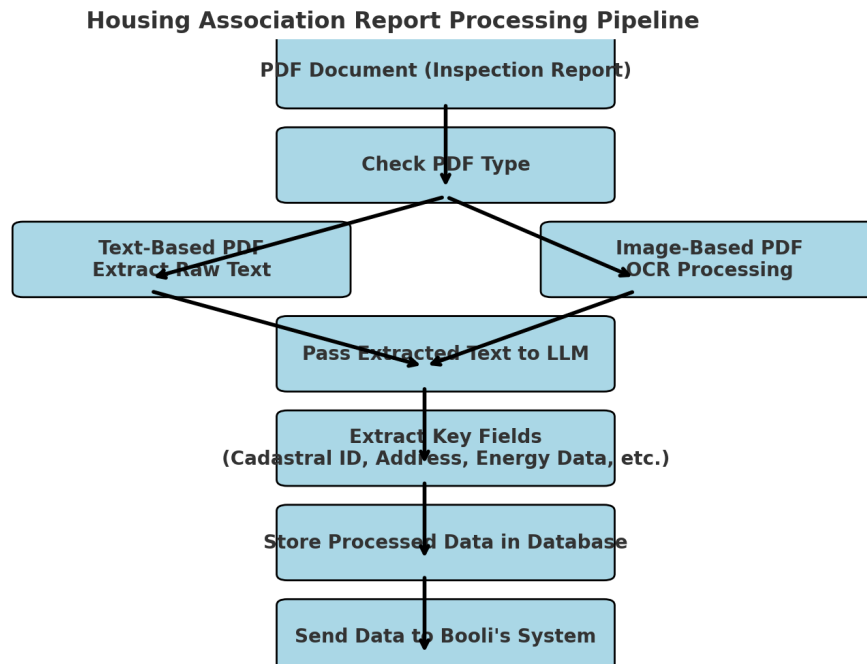 Housing Association Report Processing Pipeline
PDF Document (Inspection Report)
Check PDF Type
Text-Based PDF
Extract Raw Text
Image-Based PDF
OCR Processing
Pass Extracted Text to LLM
Extract Key Fields
(Cadastral ID, Address, Energy Data, etc.)
Store Processed Data in Database
Send Data to Booli's System